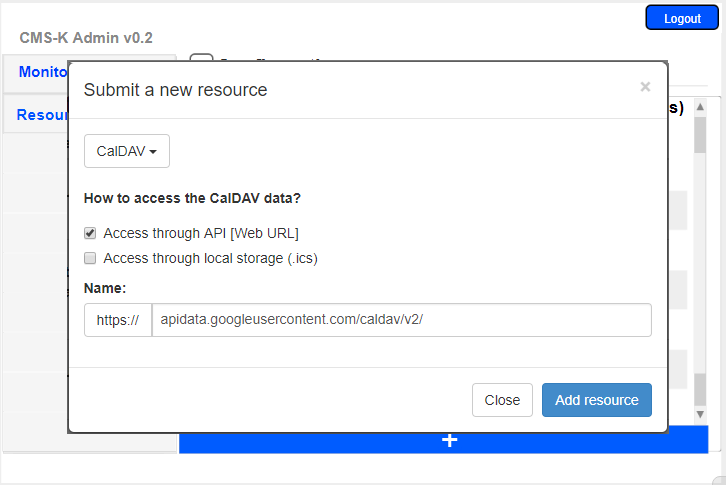 Logout
CMS-K Admin v0.2
Monito
Submit a new resource
×
s)
Resour
CalDAV
How to access the CalDAV data?
Access through API [Web URL]
Access through local storage (.ics)
Name:
https:// apidata.googleusercontent.com/caldav/v2/
Close Add resource
+